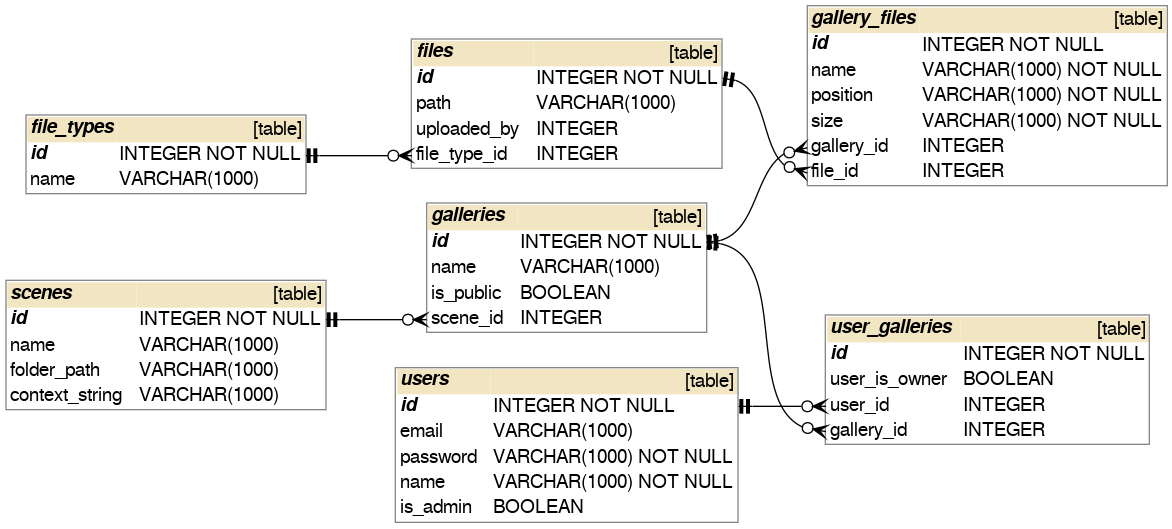 file_types [table]
id INTEGER NOT NULL
name VARCHAR(1000)
scenes [table]
id INTEGER NOT NULL
name VARCHAR(1000)
folder_path VARCHAR(1000)
context_string VARCHAR(1000)
files [table]
id INTEGER NOT NULL
path VARCHAR(1000)
uploaded_by INTEGER
file_type_id INTEGER
galleries [table]
id INTEGER NOT NULL
name VARCHAR(1000)
is_public BOOLEAN
scene_id INTEGER
users [table]
id INTEGER NOT NULL
email VARCHAR(1000)
password VARCHAR(1000) NOT NULL
name VARCHAR(1000) NOT NULL
is_admin BOOLEAN
gallery_files [table]
id INTEGER NOT NULL
name VARCHAR(1000) NOT NULL
position VARCHAR(1000) NOT NULL
size VARCHAR(1000) NOT NULL
gallery_id INTEGER
file_id INTEGER
user_galleries [table]
id INTEGER NOT NULL
user_is_owner BOOLEAN
user_id INTEGER
gallery_id INTEGER